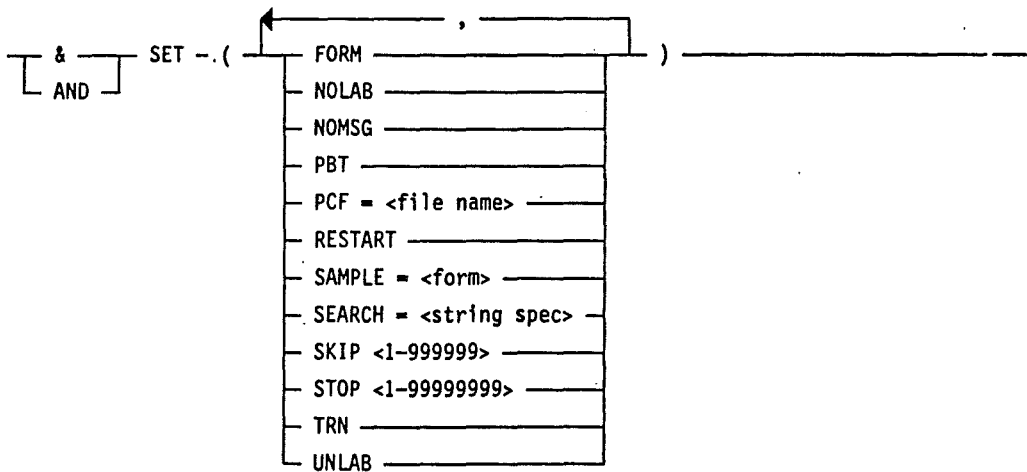 ,
& SET ( FORM )
AND
NOLAB
NOMSG
PBT
PCF = <file name>
RESTART
SAMPLE = <form>
SEARCH = <string spec>
SKIP <1-999999>
STOP <1-99999999>
TRN
UNLAB